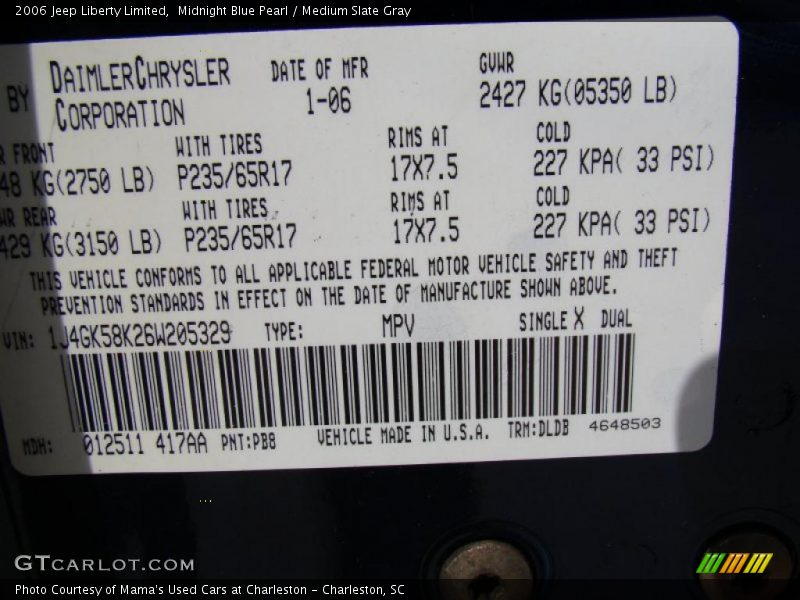 2006 Jeep Liberty Limited, Midnight Blue Pearl / Medium Slate Gray
BY DAIMLERCHRYSLER CORPORATION DATE OF MFR 1-06 GVWR 2427 KG(05350 LB)
FRONT WITH TIRES RIMS AT COLD
48 KG(2750 LB) P235/65R17 17X7.5 227 KPA( 33 PSI)
WR REAR WITH TIRES RIMS AT COLD
429 KG(3150 LB) P235/65R17 17X7.5 227 KPA( 33 PSI)
THIS VEHICLE CONFORMS TO ALL APPLICABLE FEDERAL MOTOR VEHICLE SAFETY AND THEFT
PREVENTION STANDARDS IN EFFECT ON THE DATE OF MANUFACTURE SHOWN ABOVE.
VIN: 1J4GK58K26W205329 TYPE: MPV SINGLE X DUAL
MDH: 012511 417AA PNT:PB8 VEHICLE MADE IN U.S.A. TRM:DLDB 4648503
GTCARLOT.COM
Photo Courtesy of Mama's Used Cars at Charleston - Charleston, SC